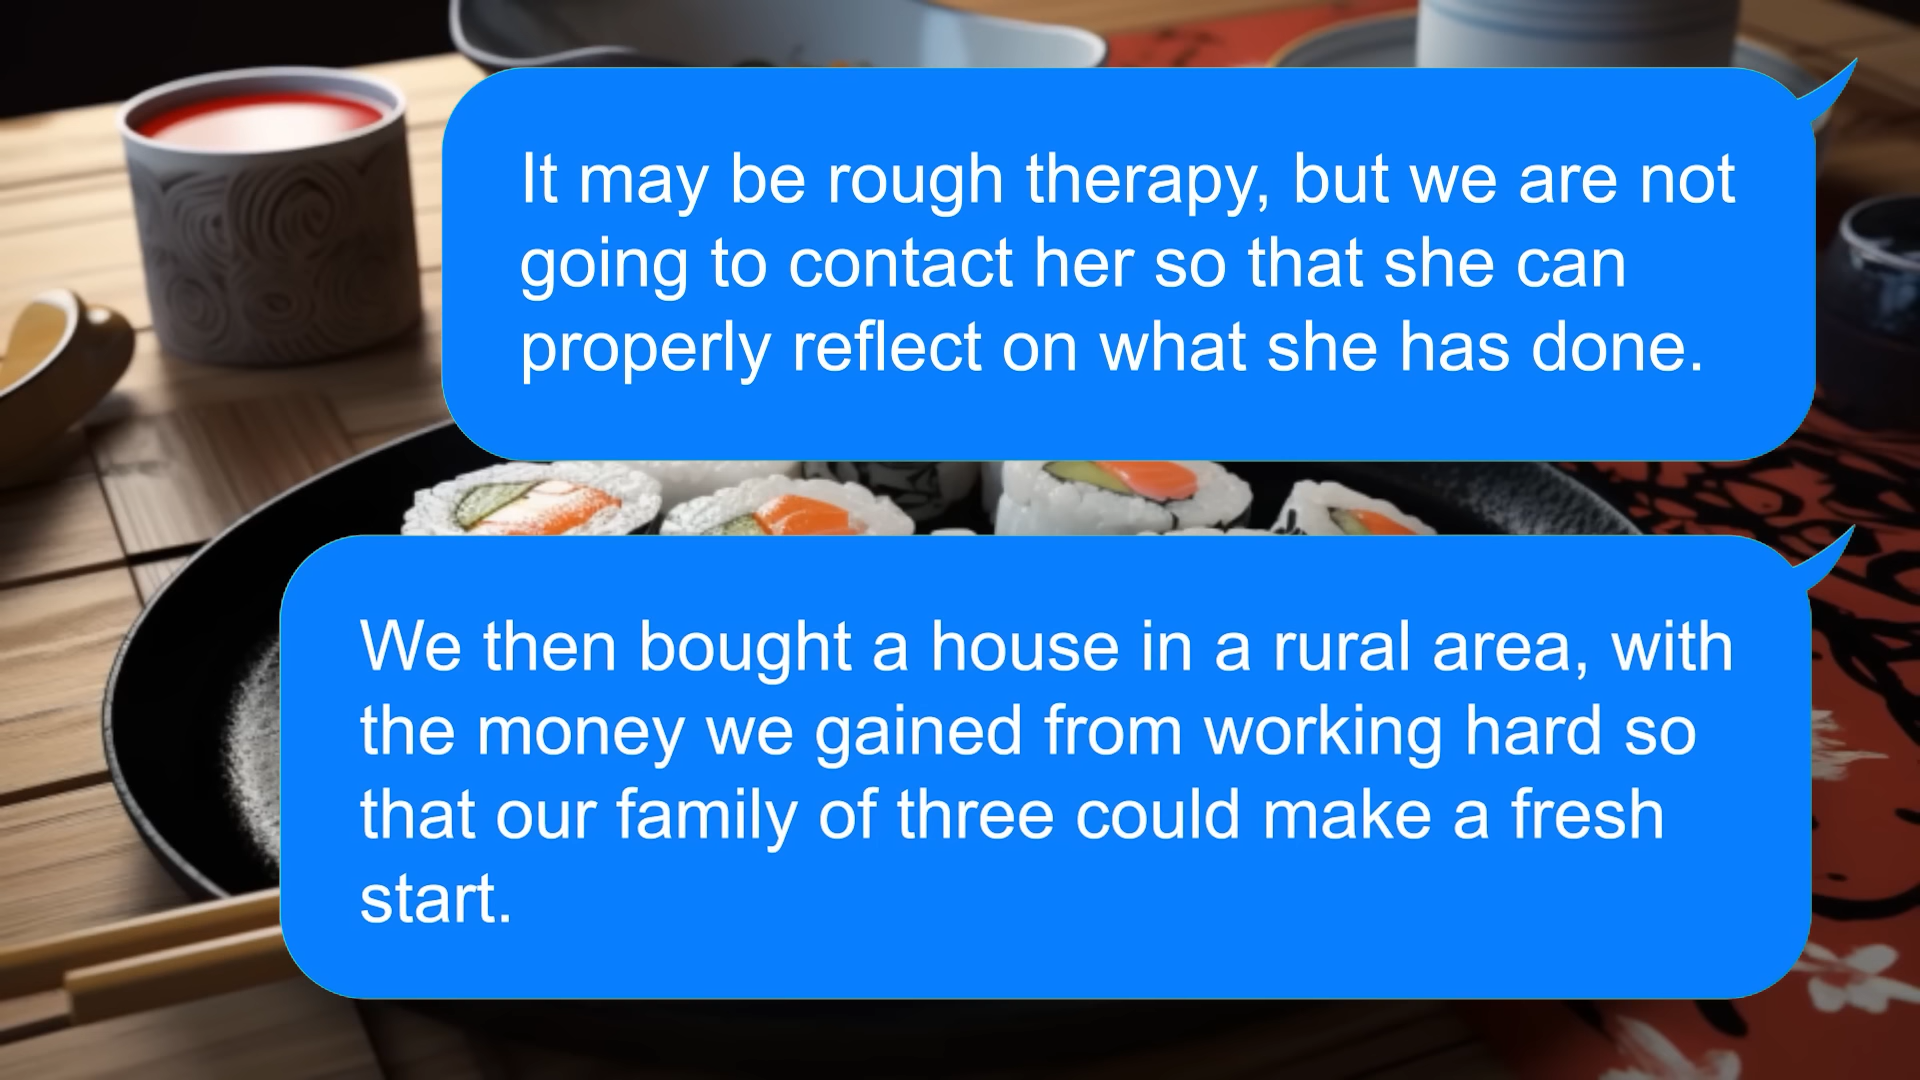 It may be rough therapy, but we are not
going to contact her so that she can
properly reflect on what she has done.
We then bought a house in a rural area, with
the money we gained from working hard so
that our family of three could make a fresh
start.